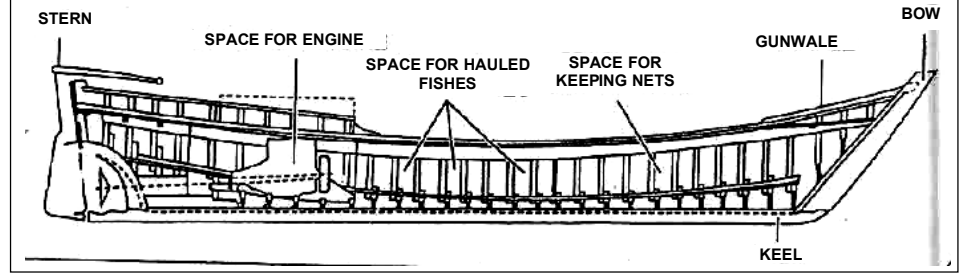 STERN
BOW
SPACE FOR ENGINE
GUNWALE
SPACE FOR HAULED
FISHES
SPACE FOR
KEEPING NETS
KEEL